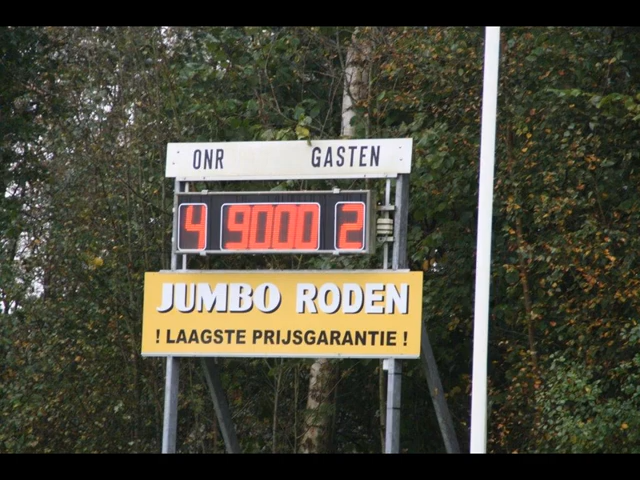 ONR GASTEN
4 9000 2
JUMBO RODEN
! LAAGSTE PRIJSGARANTIE !